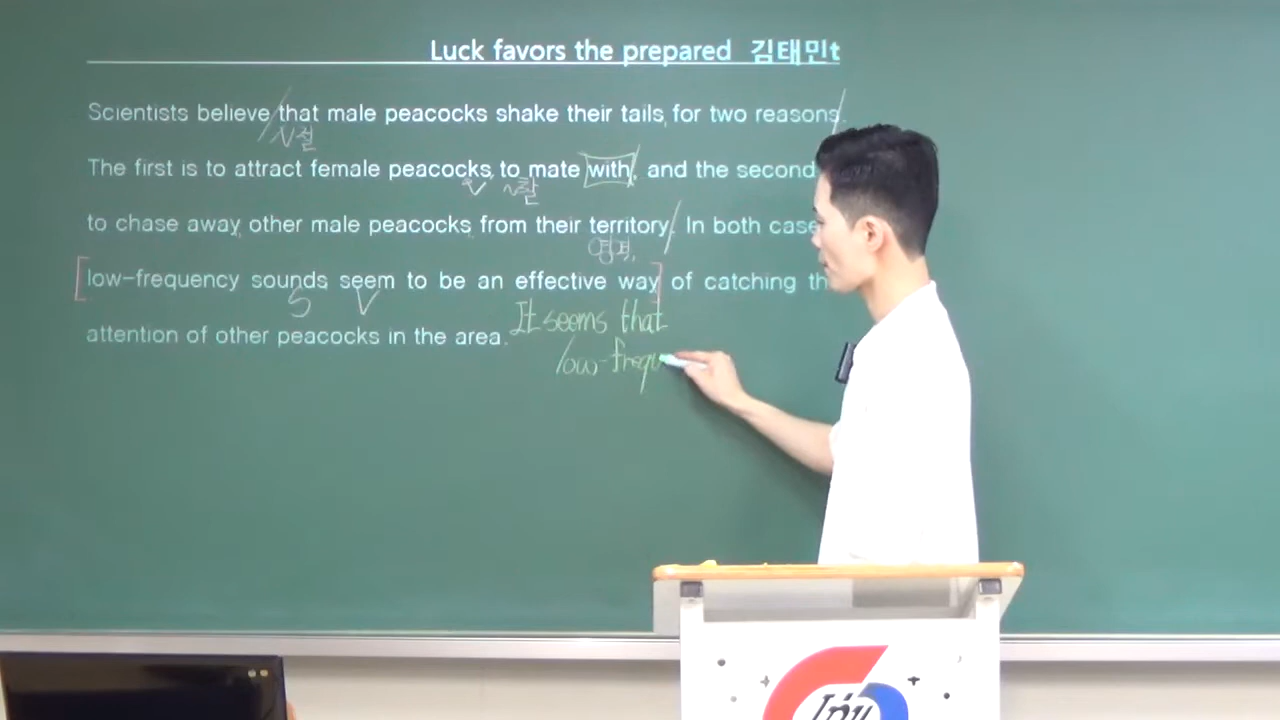 Luck favors the prepared 김태민t
Scientists believe that male peacocks shake their tails for two reasons.
The first is to attract female peacocks to mate with, and the second
to chase away other male peacocks from their territory. In both case
low-frequency sounds seem to be an effective way of catching th
attention of other peacocks in the area.
S V
It seems that
low-frequ